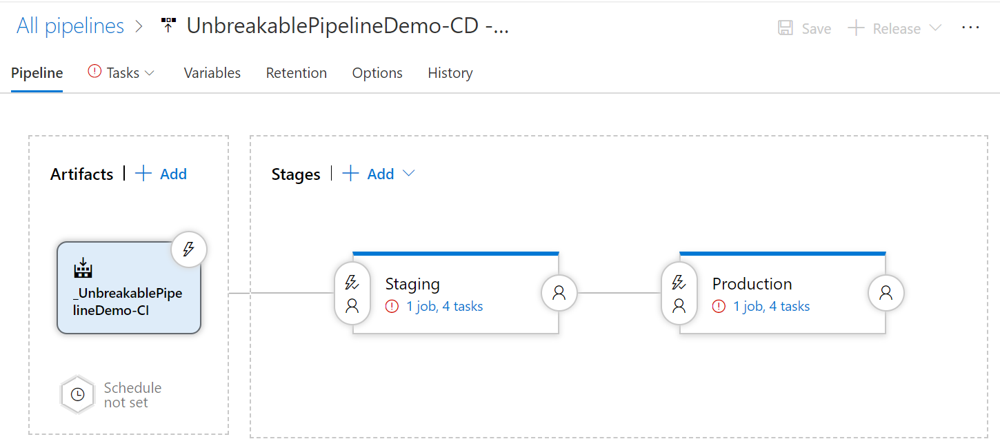 All pipelines > UnbreakablePipelineDemo-CD -...
Save + Release ...
Pipeline Tasks Variables Retention Options History
Artifacts | + Add
Stages | + Add
_UnbreakablePipe
lineDemo-CI
Schedule
not set
Staging
1 job, 4 tasks
Production
1 job, 4 tasks